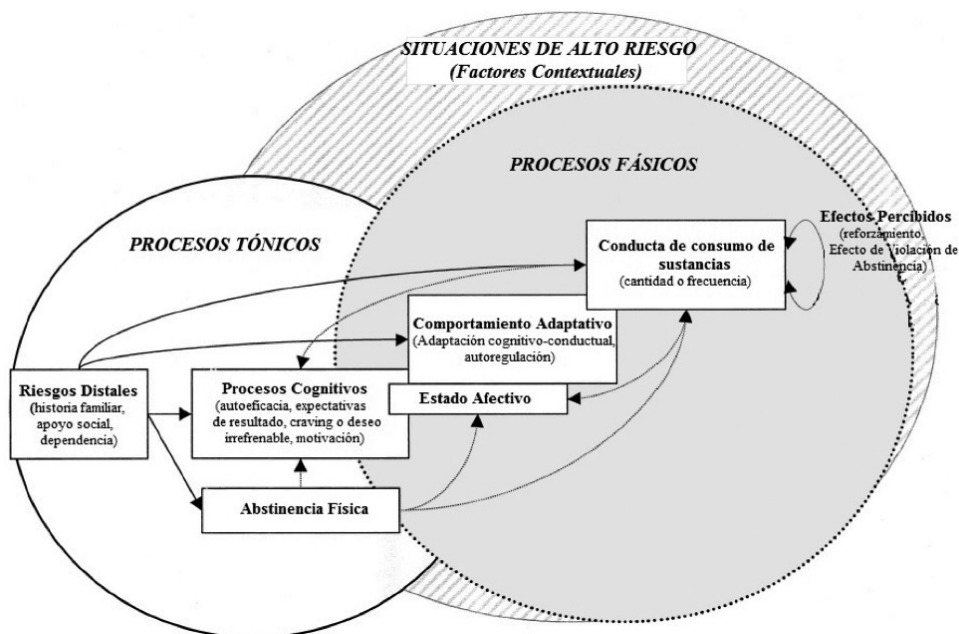 SITUACIONES DE ALTO RIESGO
(Factores Contextuales)
PROCESOS FÁSICOS
PROCESOS TÓNICOS
Efectos Percibidos
(reforzamiento,
Efecto de Violación de
Abstinencia)
Conducta de consumo de
sustancias
(cantidad o frecuencia)
Comportamiento Adaptativo
(Adaptación cognitivo-conductual,
autoregulación)
Estado Afectivo
Riesgos Distales
(historia familiar,
apoyo social,
dependencia)
Procesos Cognitivos
(autoeficacia, expectativas
de resultado, craving o deseo
irrefrenable, motivación)
Abstinencia Física